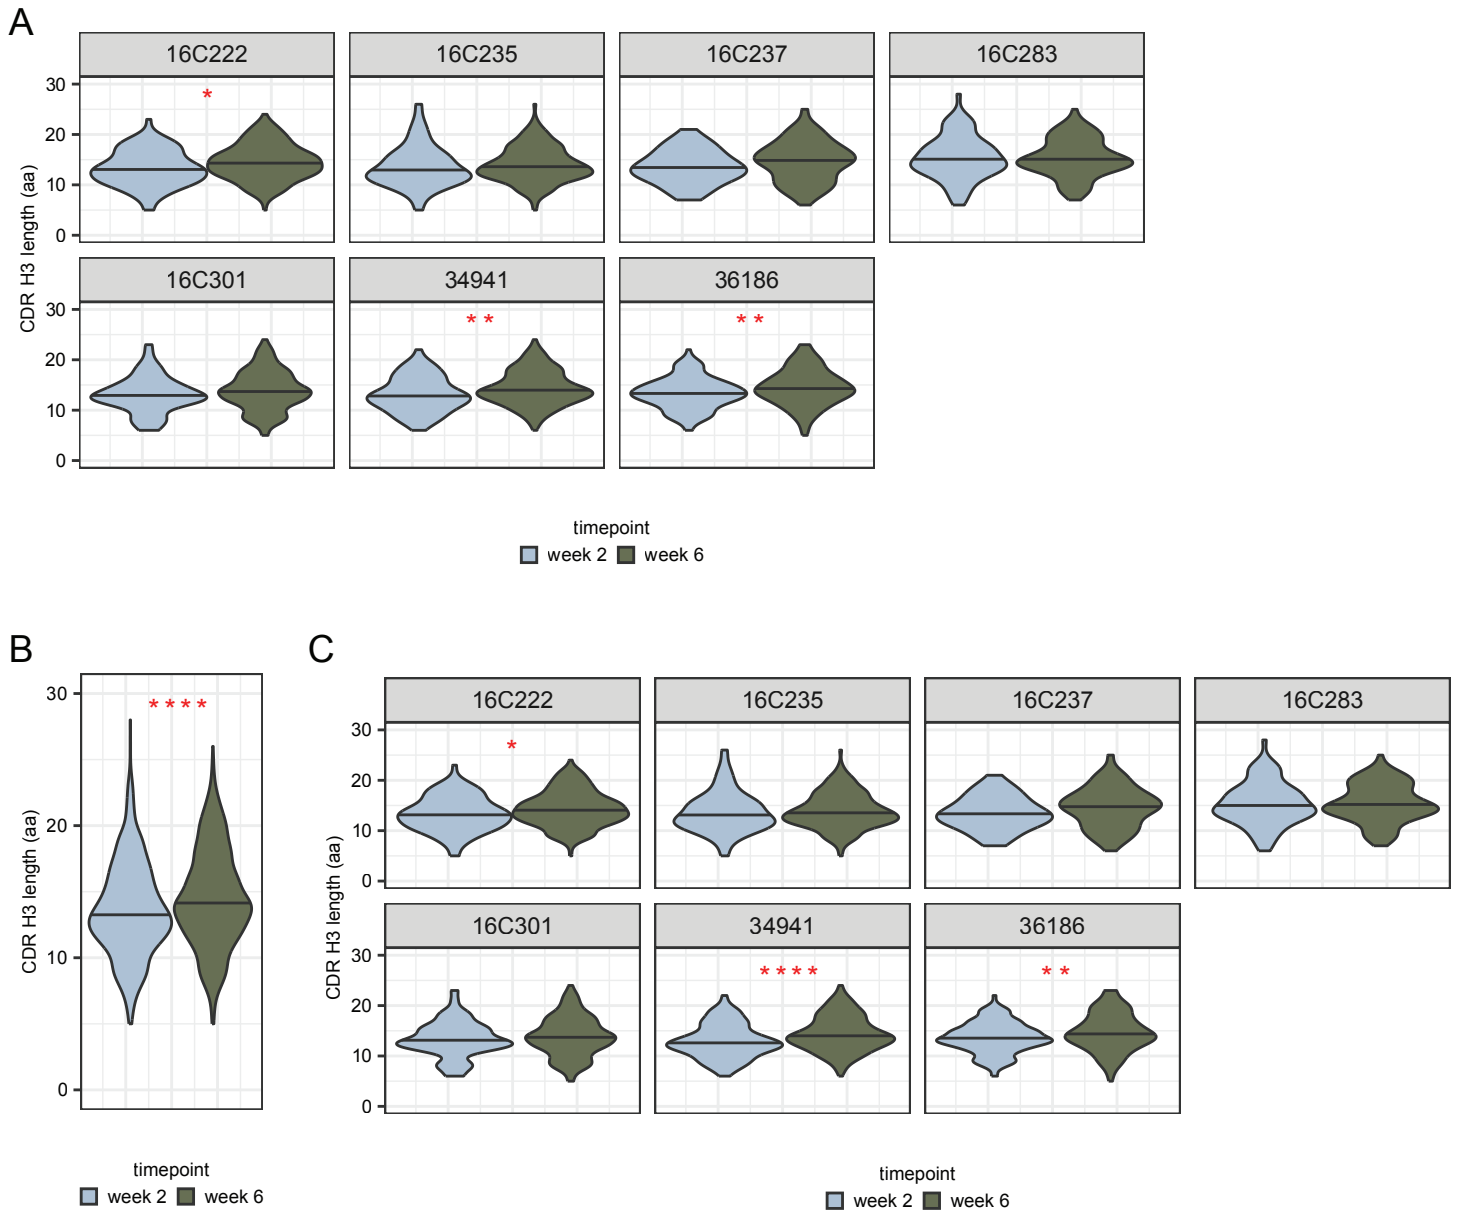 A
16C222 16C235 16C237 16C283
30
20
10
0
*
CDR H3 length (aa)
16C301 34941 36186
30
20
10
0
* *
* *
timepoint
week 2 week 6
B
30
20
10
0
* * * *
CDR H3 length (aa)
timepoint
week 2 week 6
C
16C222 16C235 16C237 16C283
30
20
10
0
*
CDR H3 length (aa)
16C301 34941 36186
30
20
10
0
* * * *
* *
timepoint
week 2 week 6